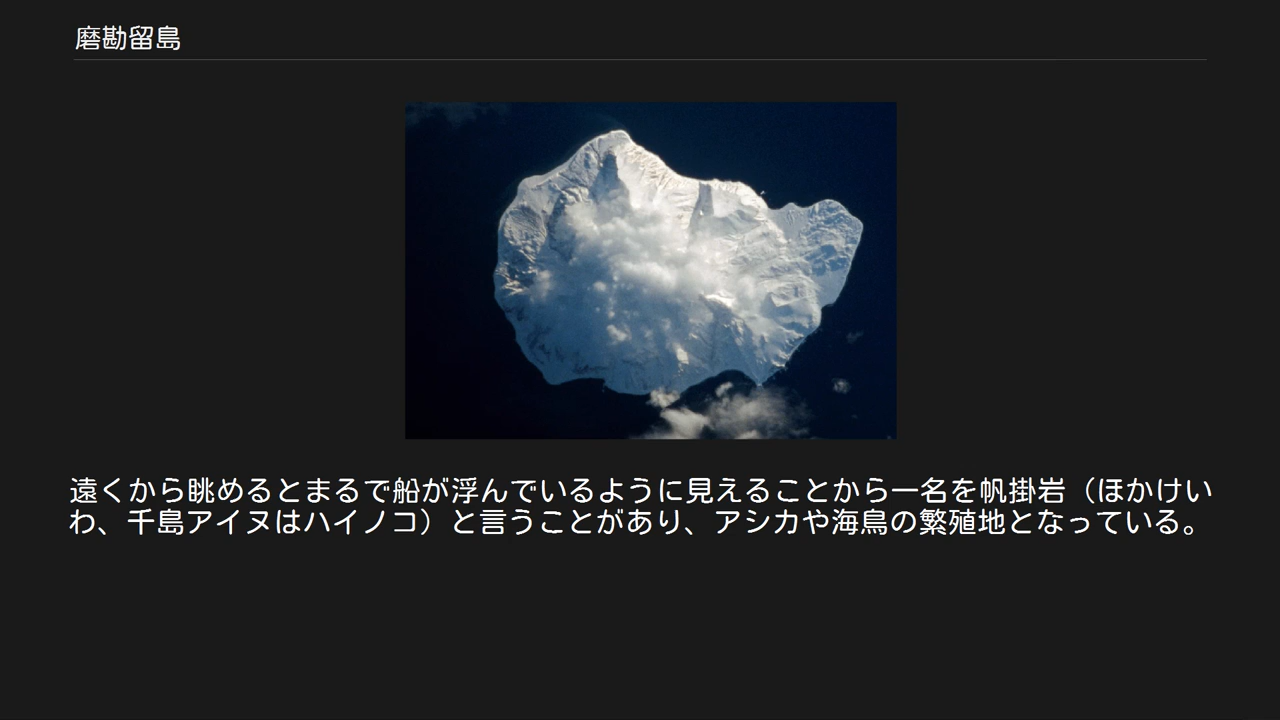 磨勘留島
遠くから眺めるとまるで船が浮んでいるように見えることから一名を帆掛岩（ほかけい
わ、千島アイヌはハイノコ）と言うことがあり、アシカや海鳥の繁殖地となっている。